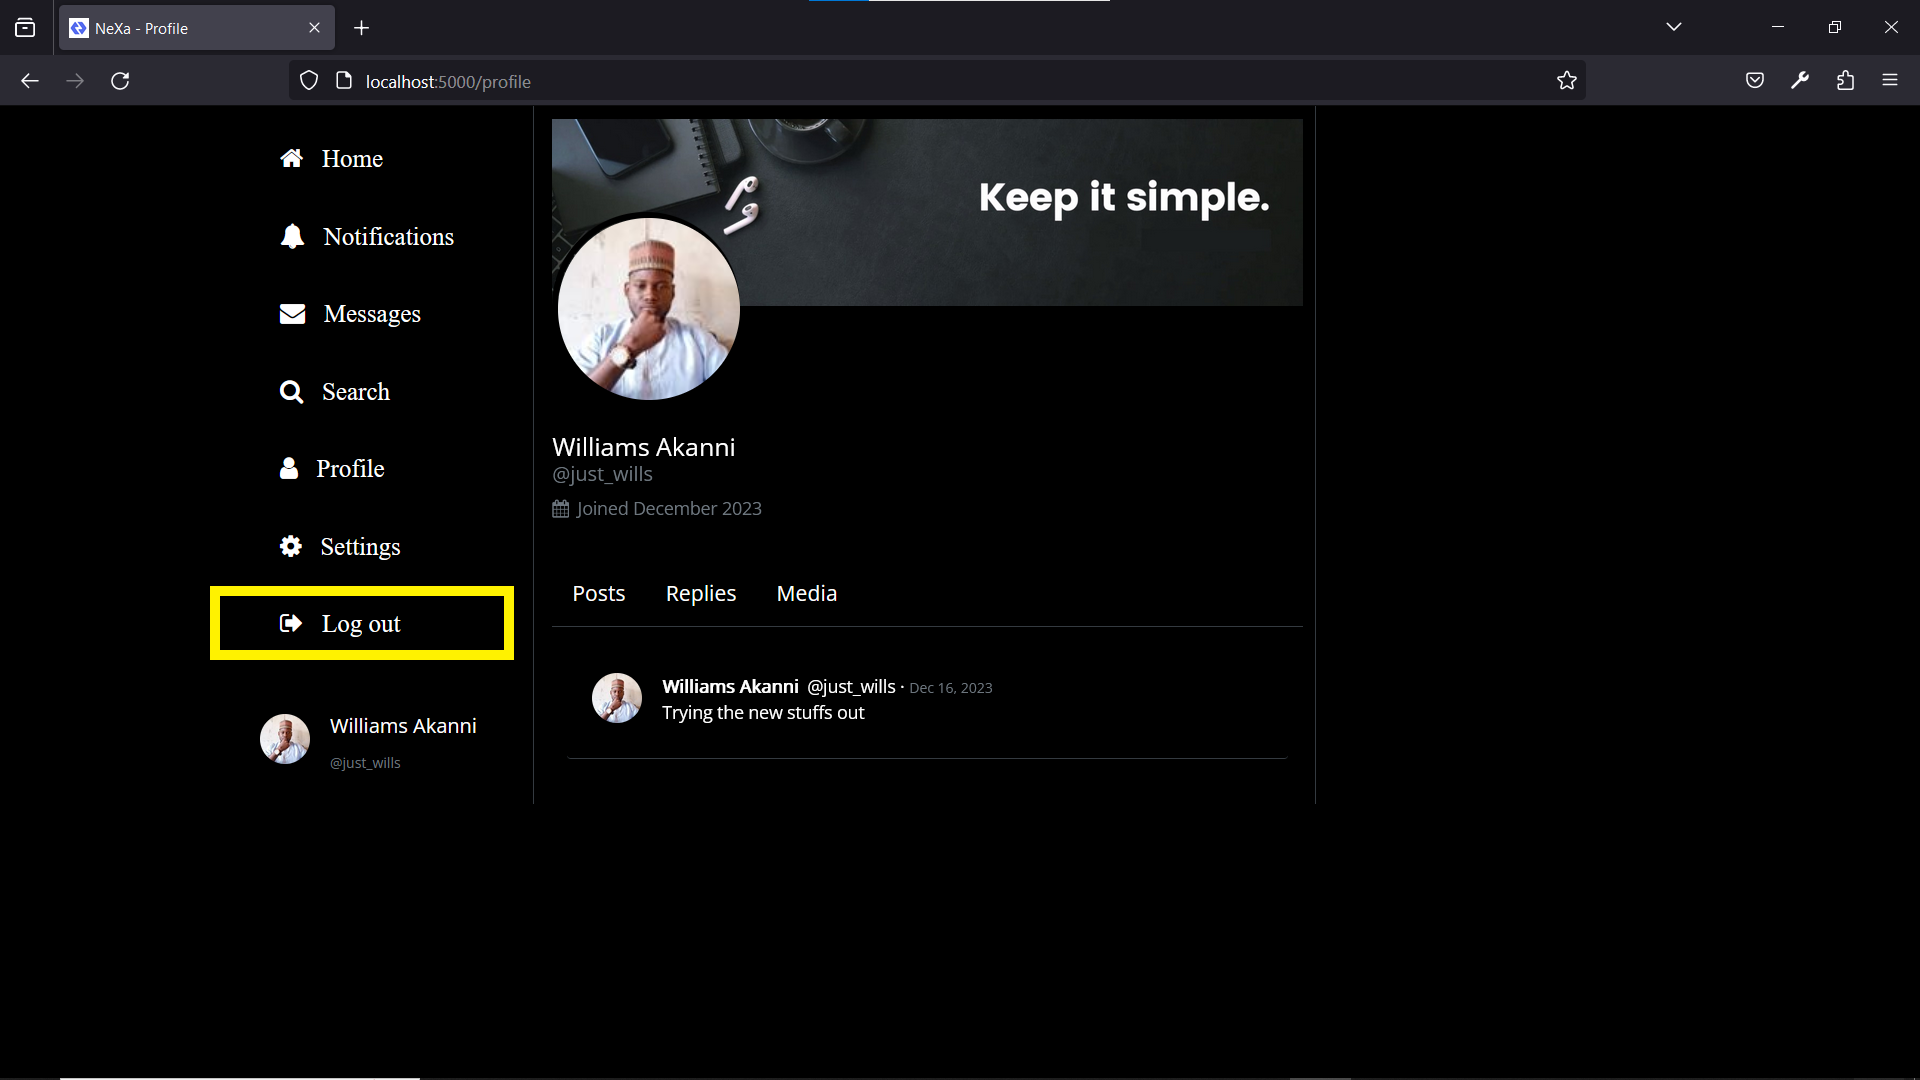 NeXa - Profile
localhost:5000/profile
Home
Notifications
Messages
Search
Profile
Settings
Log out
Williams Akanni
@just_wills
Keep it simple.
Williams Akanni
@just_wills
Joined December 2023
Posts Replies Media
Williams Akanni @just_wills · Dec 16, 2023
Trying the new stuffs out